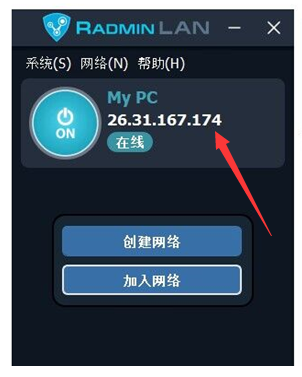 RADMIN LAN
系统(S) 网络(N) 帮助(H)
My PC
ON
26.31.167.174
在线
创建网络
加入网络